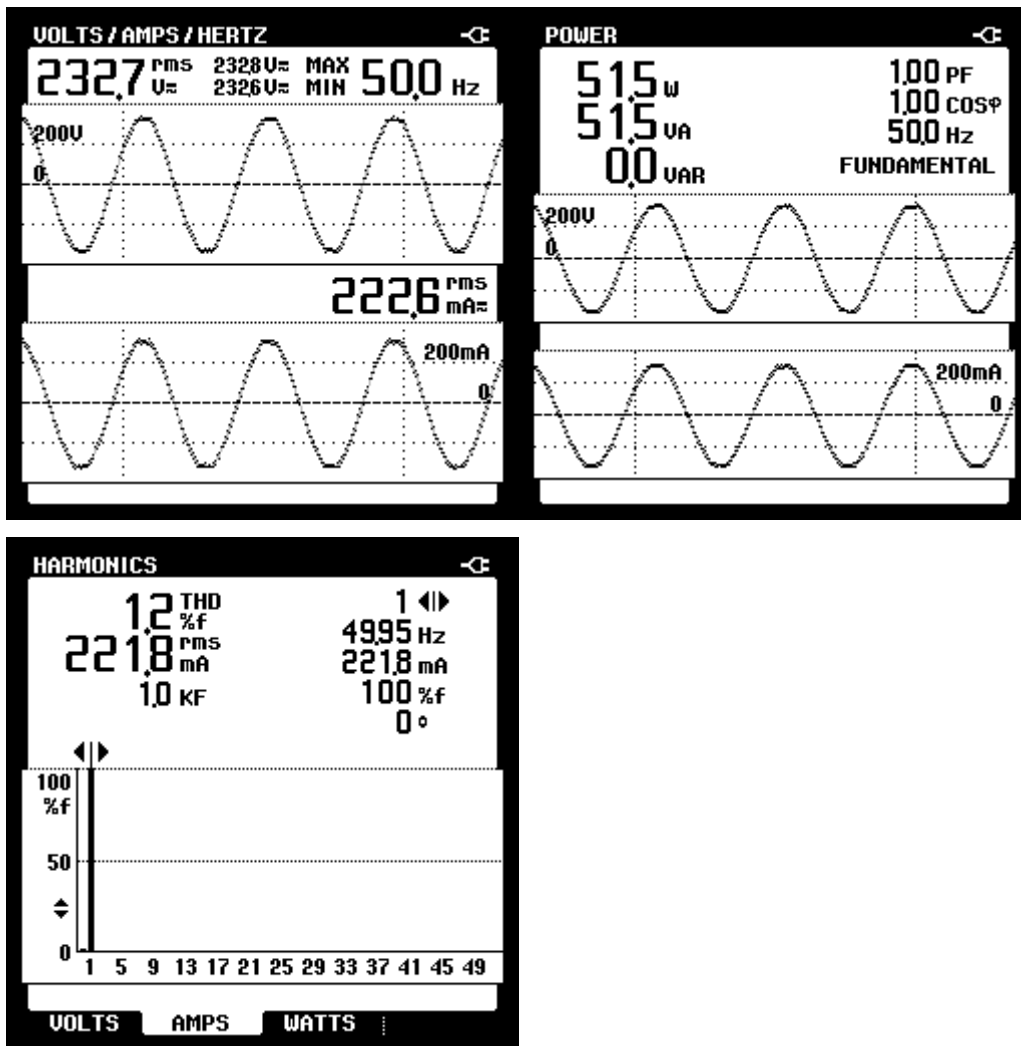 VOLTS / AMPS / HERTZ
232.7 rms V≂ 232.8 V≂ MAX 50.0 Hz
232.6 V≂ MIN
200V
0
222.6 rms mA≂
200mA
0
POWER
51.5 W 1.00 PF
51.5 VA 1.00 COSφ
0.0 VAR 50.0 Hz
FUNDAMENTAL
200V
0
200mA
0
HARMONICS
1.2 THD %f 1
221.8 rms mA 49.95 Hz
221.8 mA
1.0 KF 100 %f
0 °
100
%f
50
0
1 5 9 13 17 21 25 29 33 37 41 45 49
VOLTS AMPS WATTS